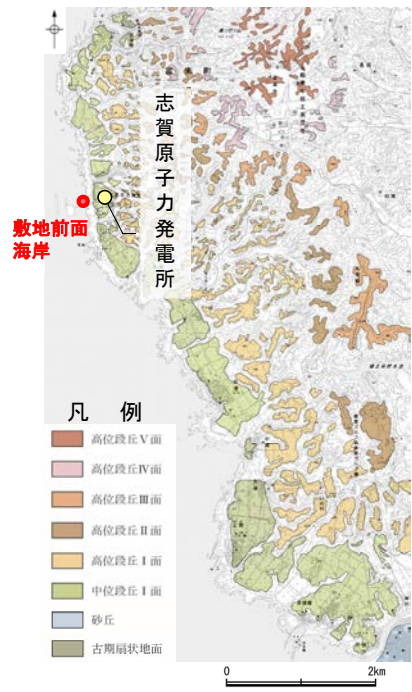 志賀原子力発電所
敷地前面
海岸
凡 例
高位段丘Ⅴ面
高位段丘Ⅳ面
高位段丘Ⅲ面
高位段丘Ⅱ面
高位段丘Ⅰ面
中位段丘Ⅰ面
砂丘
古期扇状地面
0 2km